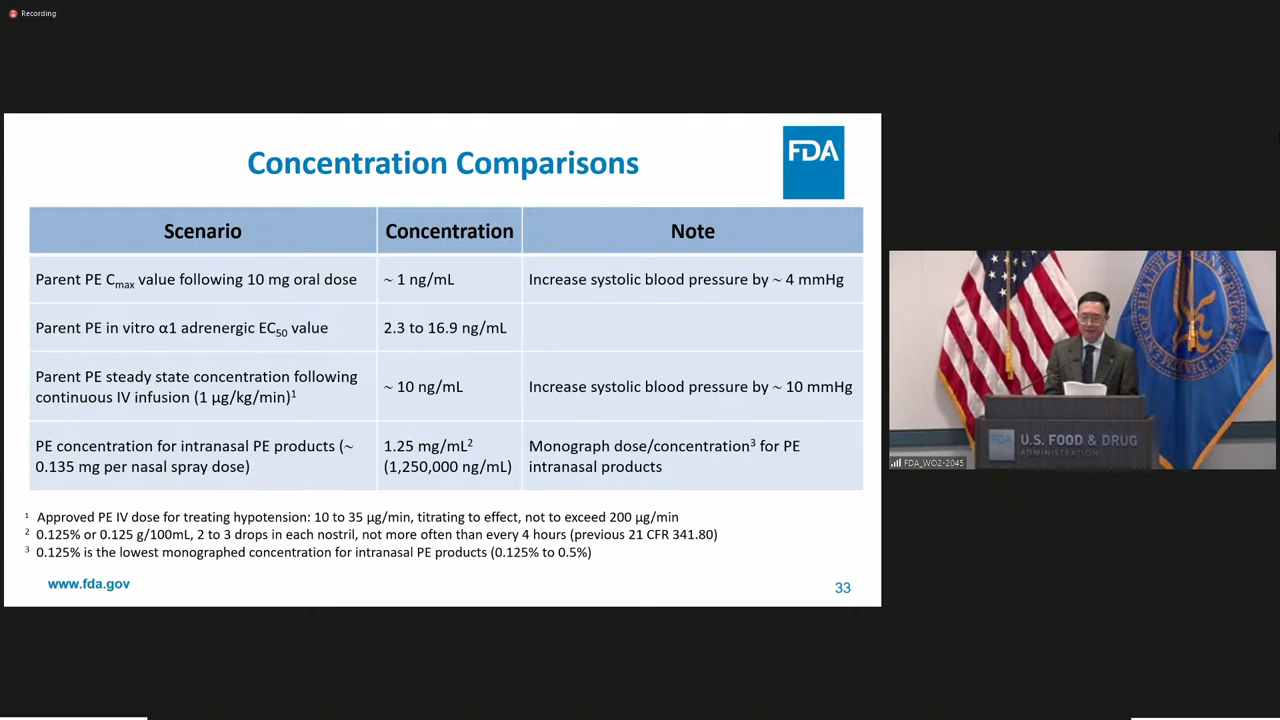 Recording
Concentration Comparisons
FDA
Scenario Concentration Note
Parent PE Cmax value following 10 mg oral dose ~ 1 ng/mL Increase systolic blood pressure by ~ 4 mmHg
Parent PE in vitro α1 adrenergic EC50 value 2.3 to 16.9 ng/mL
Parent PE steady state concentration following
continuous IV infusion (1 µg/kg/min)1
~ 10 ng/mL Increase systolic blood pressure by ~ 10 mmHg
PE concentration for intranasal PE products (~
0.135 mg per nasal spray dose)
1.25 mg/mL2
(1,250,000 ng/mL)
Monograph dose/concentration3 for PE
intranasal products
1 Approved PE IV dose for treating hypotension: 10 to 35 µg/min, titrating to effect, not to exceed 200 µg/min
2 0.125% or 0.125 g/100mL, 2 to 3 drops in each nostril, not more often than every 4 hours (previous 21 CFR 341.80)
3 0.125% is the lowest monographed concentration for intranasal PE products (0.125% to 0.5%)
www.fda.gov
33
FDA
U.S. FOOD & DRUG
ADMINISTRATION
FDA_WO2-2045